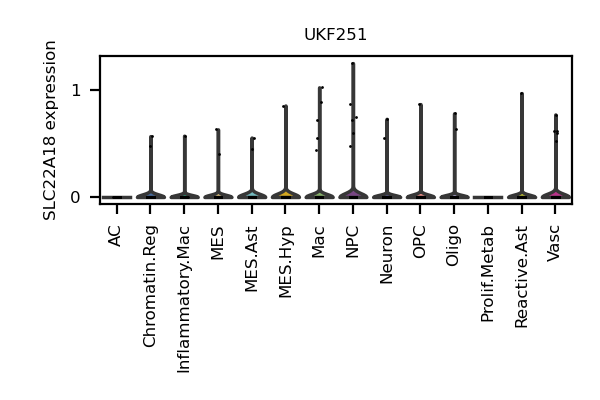 UKF251
SLC22A18 expression
1
0
AC
Chromatin.Reg
Inflammatory.Mac
MES
MES.Ast
MES.Hyp
Mac
NPC
Neuron
OPC
Oligo
Prolif.Metab
Reactive.Ast
Vasc